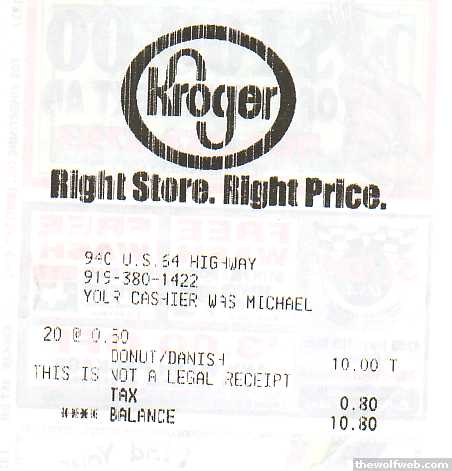 Kroger
Right Store. Right Price.
940 U.S.64 HIGHWAY
919-380-1422
YOUR CASHIER WAS MICHAEL
20 @ 0.50
DONUT/DANISH 10.00 T
THIS IS NOT A LEGAL RECEIPT
TAX 0.80
**** BALANCE 10.80
thewolfweb.com